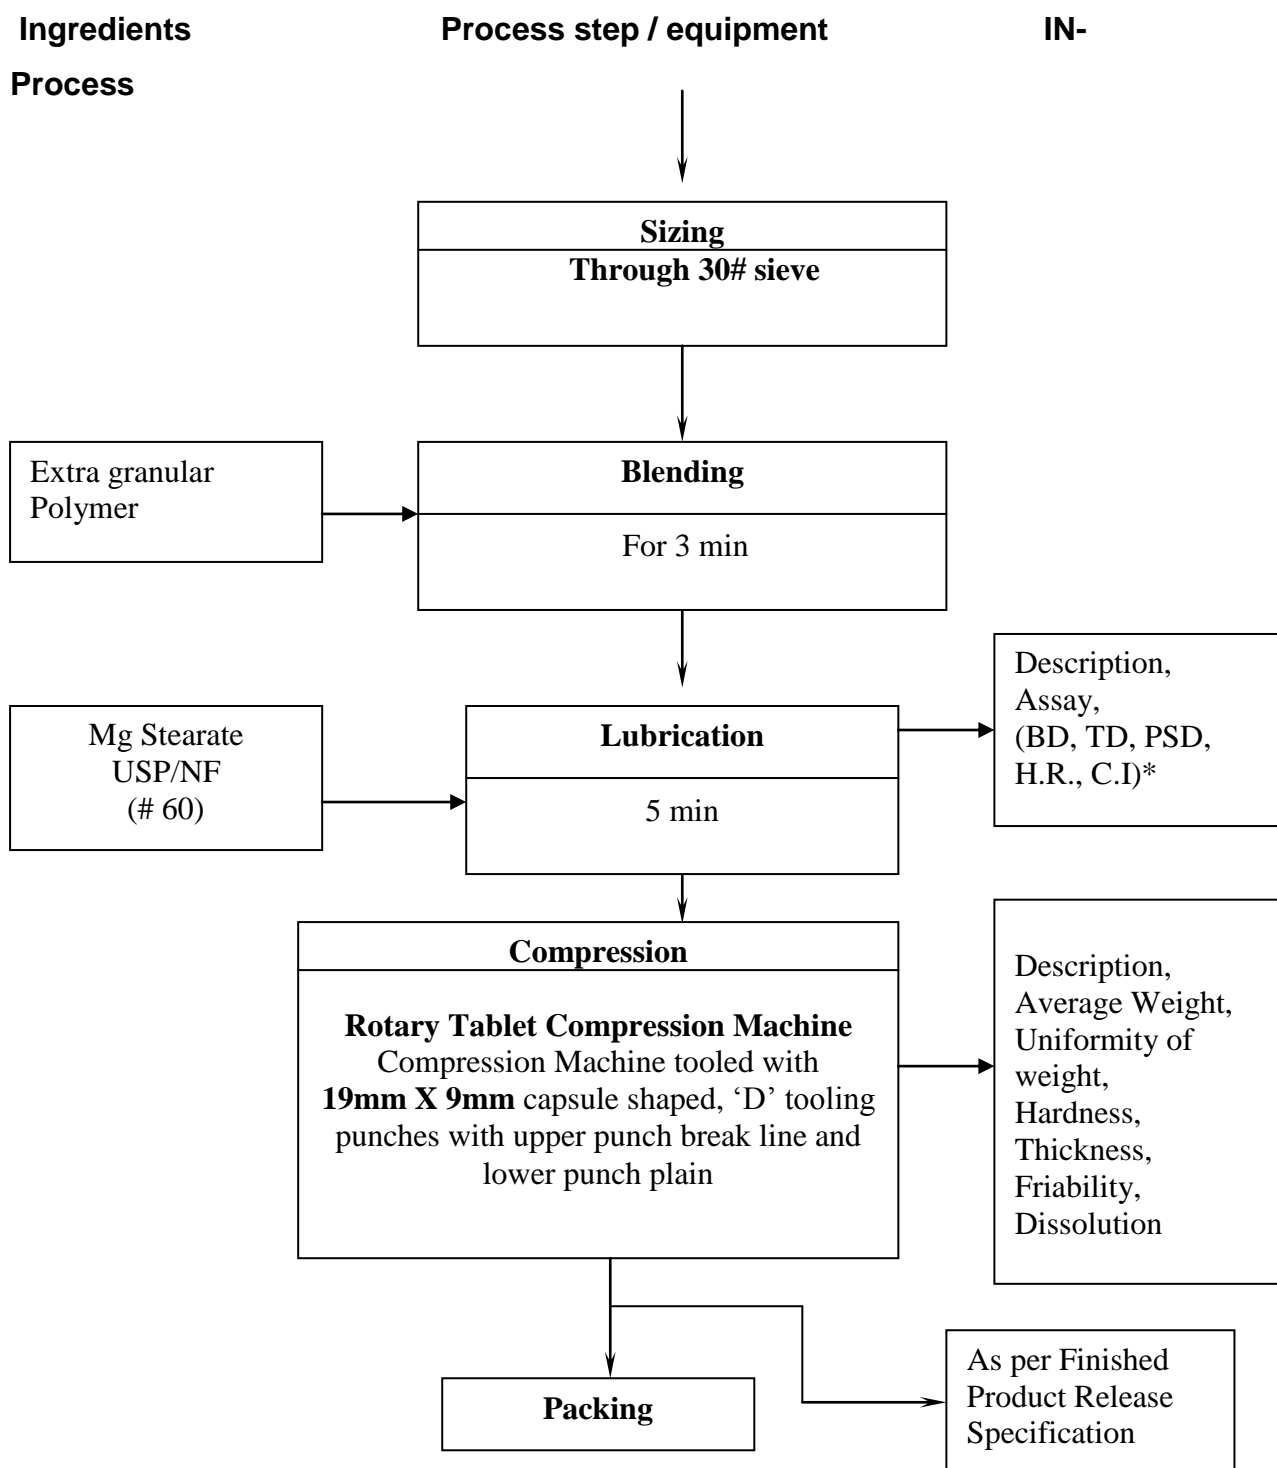 Ingredients Process step / equipment IN-
Process
Sizing
Through 30# sieve
Extra granular
Polymer
Blending
For 3 min
Mg Stearate
USP/NF
(# 60)
Lubrication
5 min
Description,
Assay,
(BD, TD, PSD,
H.R., C.I)*
Compression
Rotary Tablet Compression Machine
Compression Machine tooled with
19mm X 9mm capsule shaped, ‘D’ tooling
punches with upper punch break line and
lower punch plain
Description,
Average Weight,
Uniformity of
weight,
Hardness,
Thickness,
Friability,
Dissolution
Packing
As per Finished
Product Release
Specification